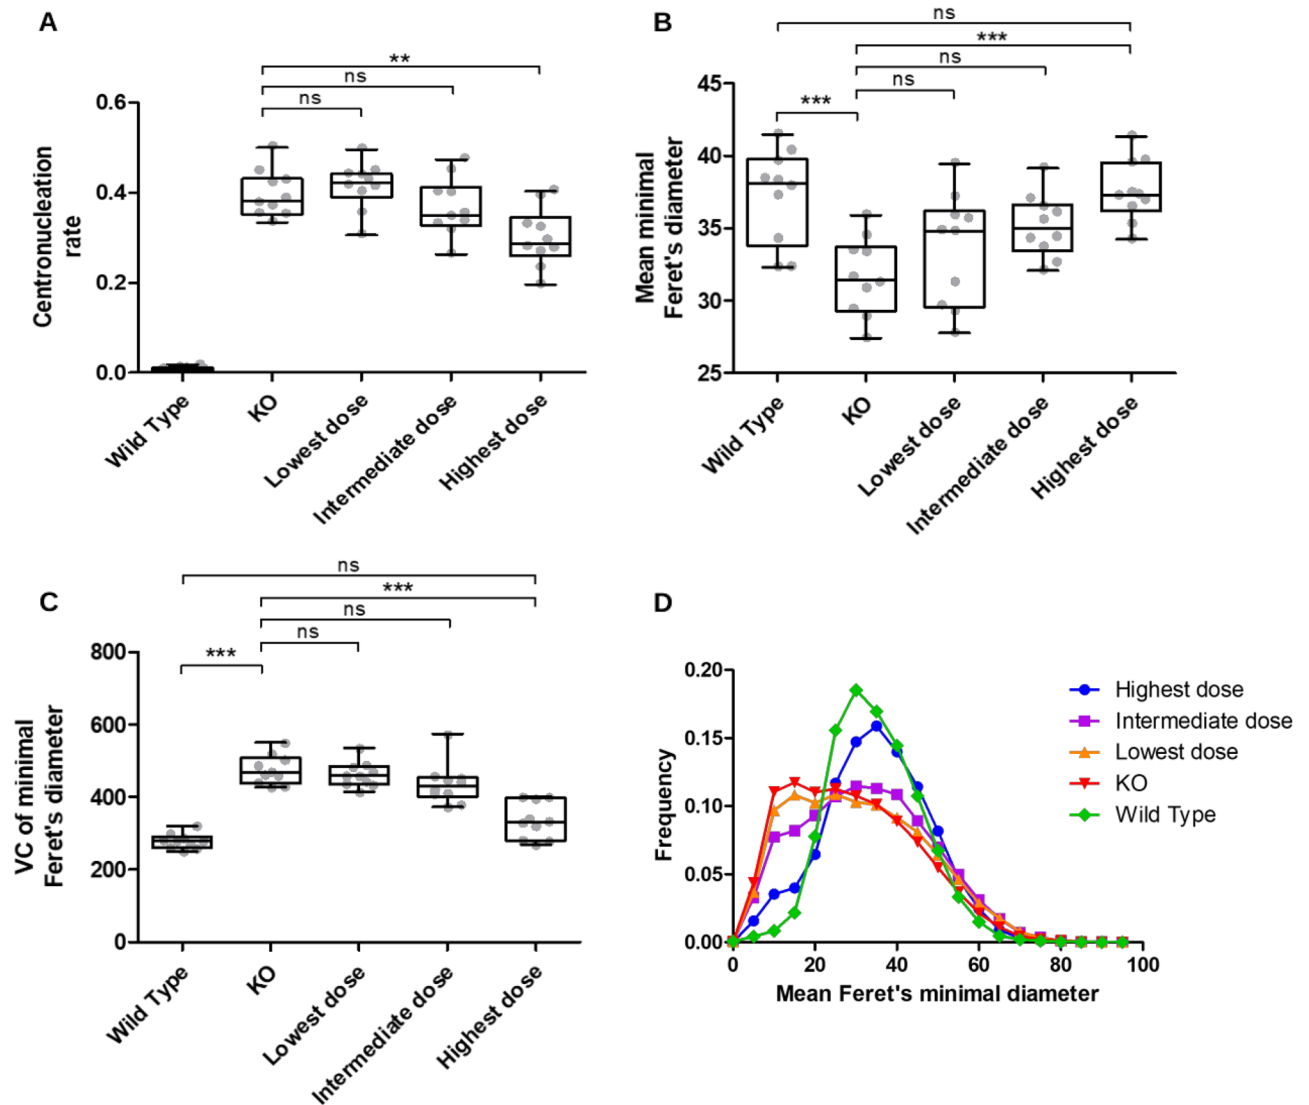 A
**
ns
ns
0.6
0.4
0.2
0.0
Centronucleation
rate
Wild Type
KO
Lowest dose
Intermediate dose
Highest dose
B
ns
***
ns
ns
***
45
40
35
30
25
Mean minimal
Feret's diameter
Wild Type
KO
Lowest dose
Intermediate dose
Highest dose
C
ns
***
ns
ns
***
800
600
400
200
0
VC of minimal
Feret's diameter
Wild Type
KO
Lowest dose
Intermediate dose
Highest dose
D
0.20
0.15
0.10
0.05
0.00
Frequency
0 20 40 60 80 100
Mean Feret's minimal diameter
Highest dose
Intermediate dose
Lowest dose
KO
Wild Type